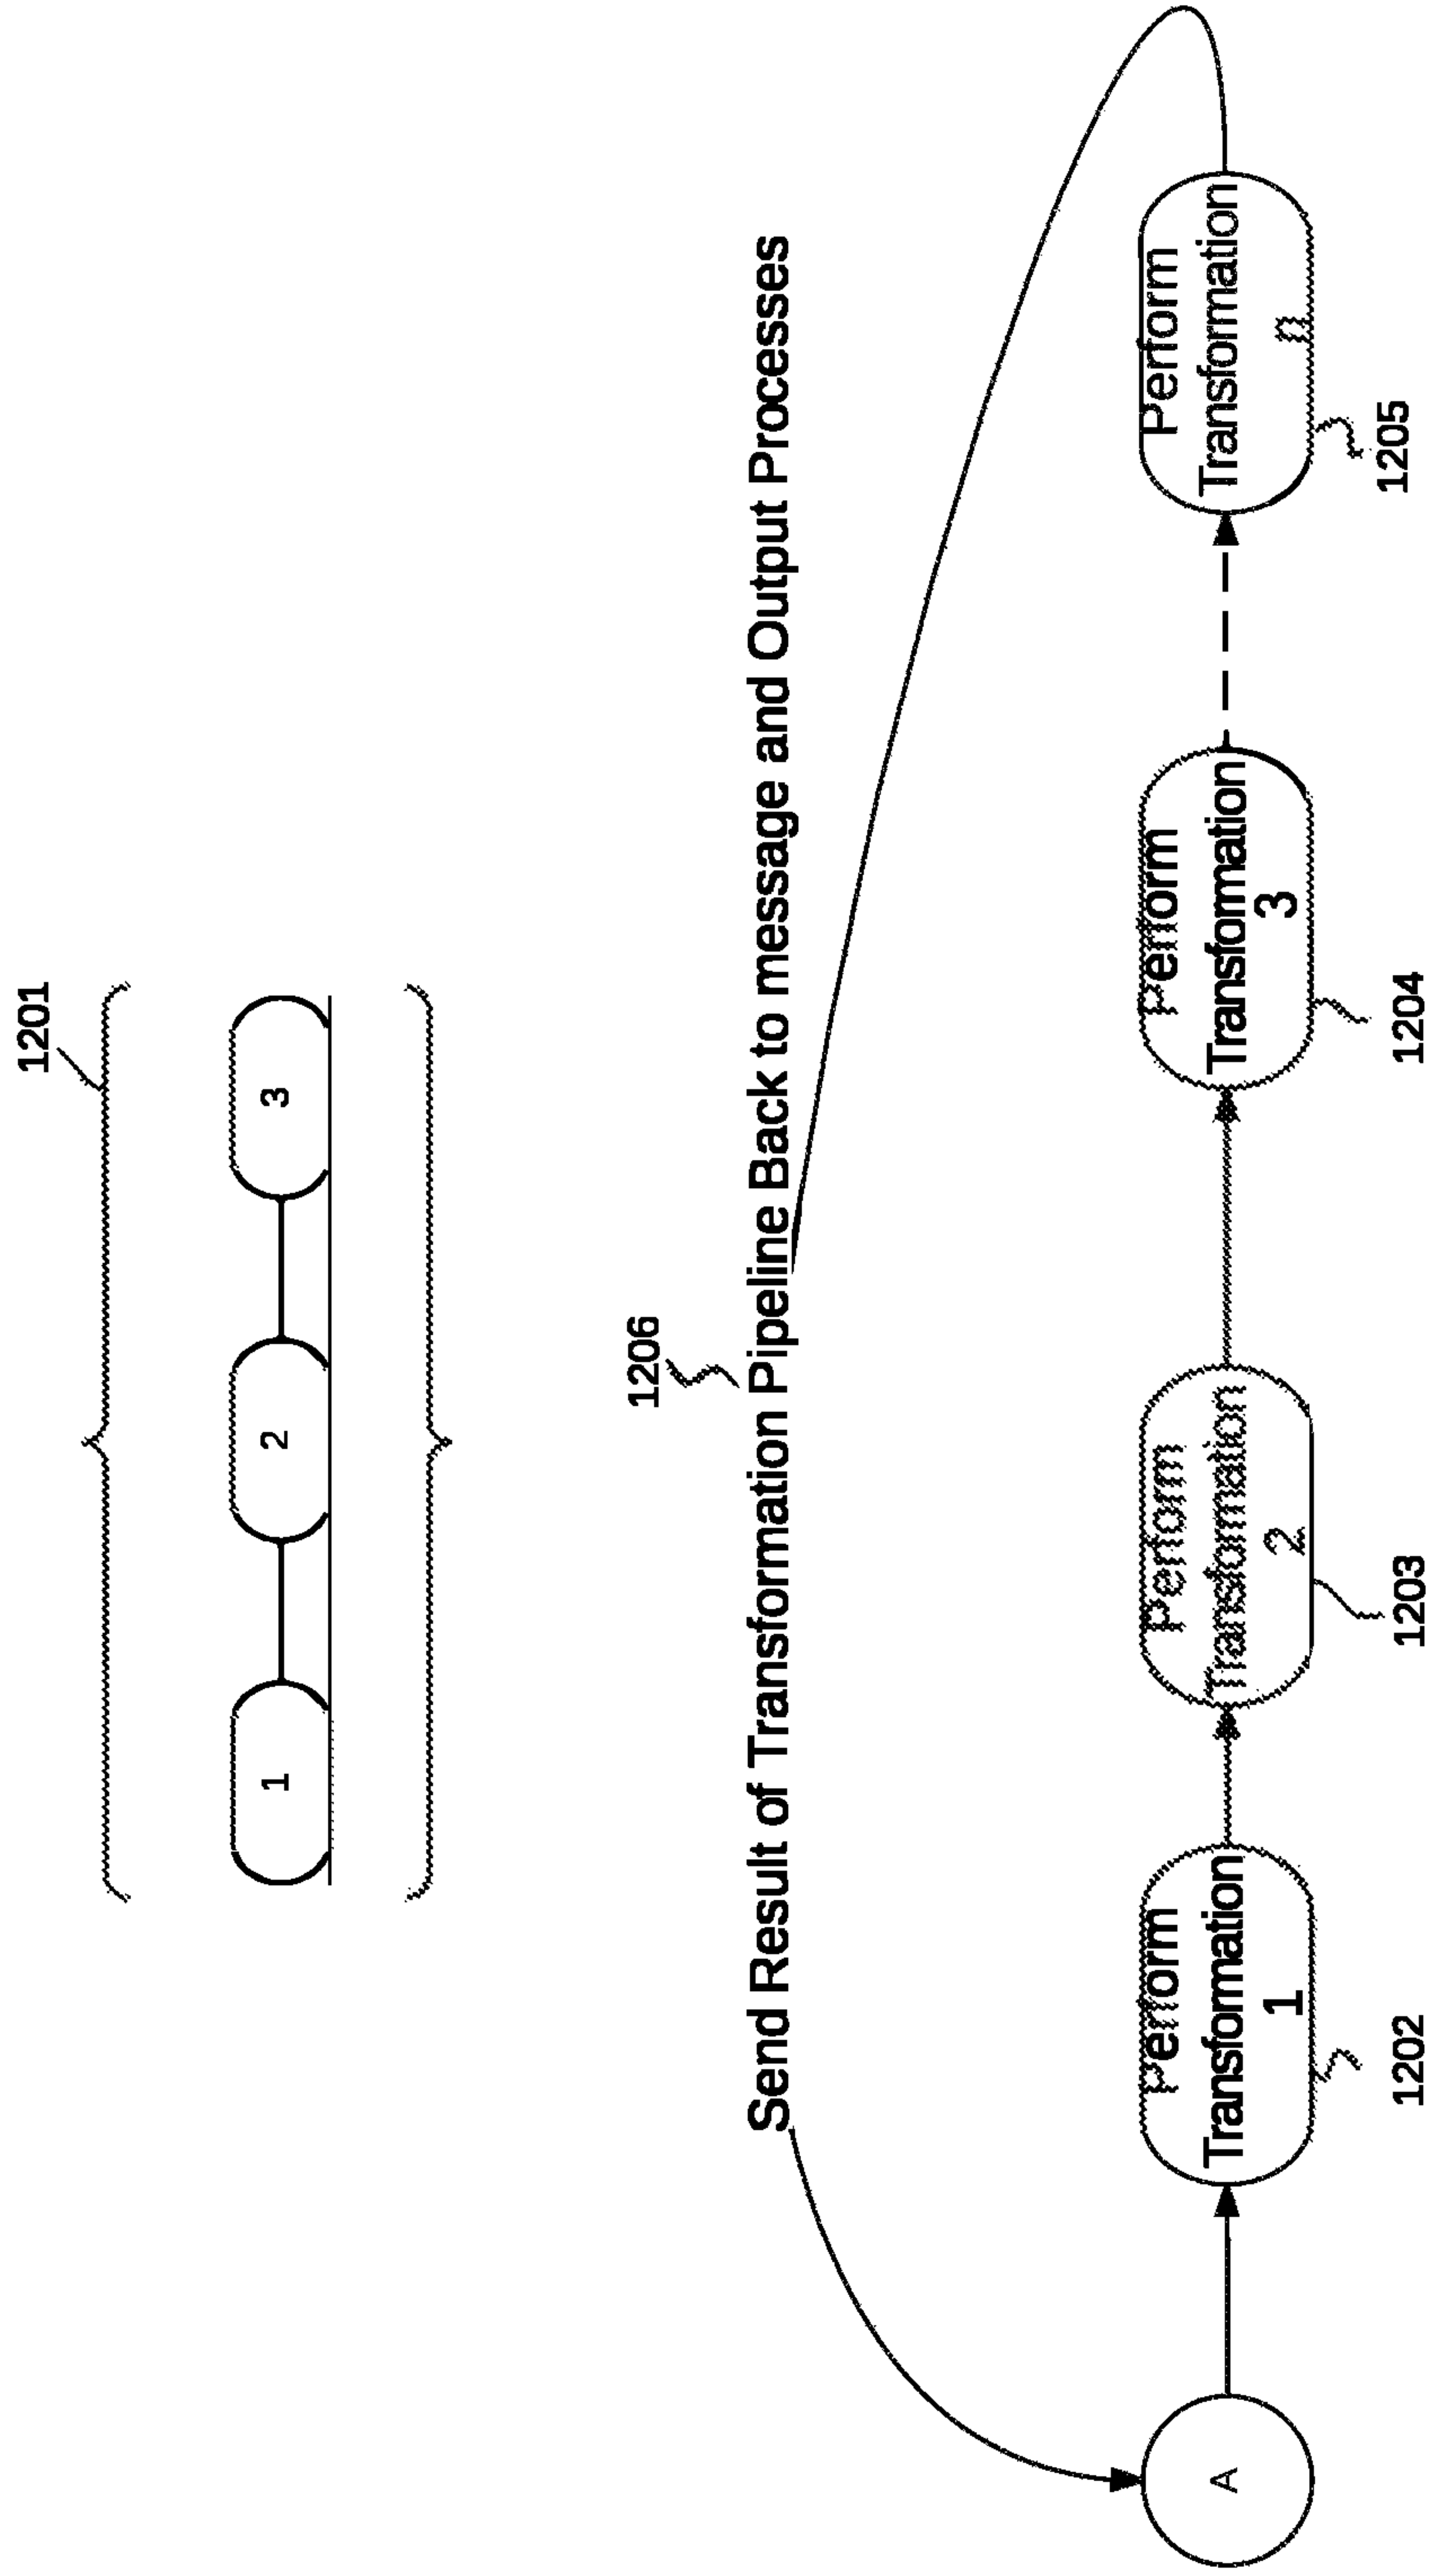 1201
1
2
3
1206
Send Result of Transformation Pipeline Back to message and Output Processes
A
Perform
Transformation
1
1202
Perform
Transformation
2
1203
Perform
Transformation
3
1204
Perform
Transformation
n
1205